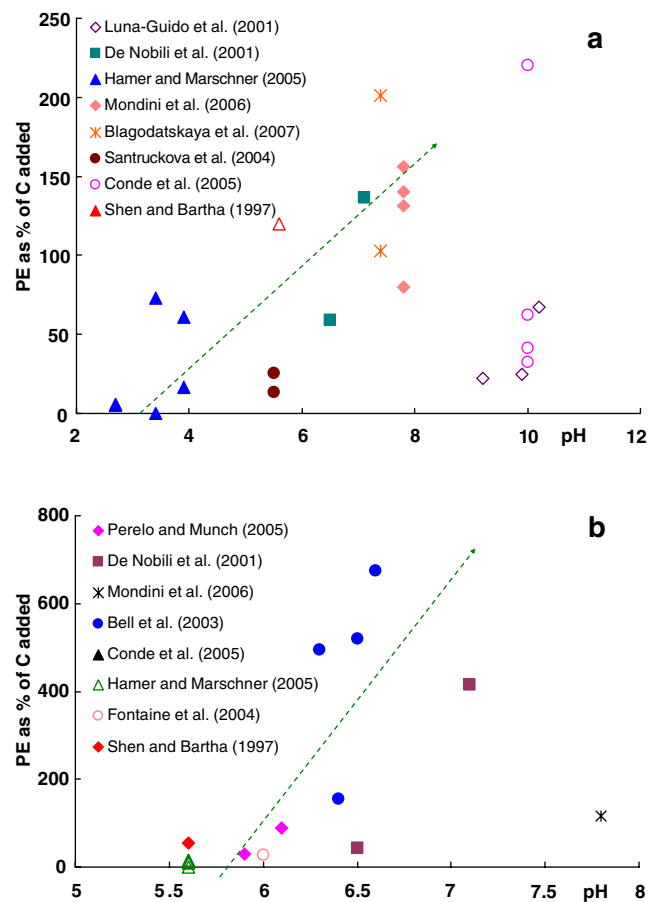 a
Luna-Guido et al. (2001)
De Nobili et al. (2001)
Hamer and Marschner (2005)
Mondini et al. (2006)
Blagodatskaya et al. (2007)
Santruckova et al. (2004)
Conde et al. (2005)
Shen and Bartha (1997)
PE as % of C added
250
200
150
100
50
0
2 4 6 8 10 pH 12
b
Perelo and Munch (2005)
De Nobili et al. (2001)
Mondini et al. (2006)
Bell et al. (2003)
Conde et al. (2005)
Hamer and Marschner (2005)
Fontaine et al. (2004)
Shen and Bartha (1997)
PE as % of C added
800
600
400
200
0
5 5.5 6 6.5 7 7.5 pH 8